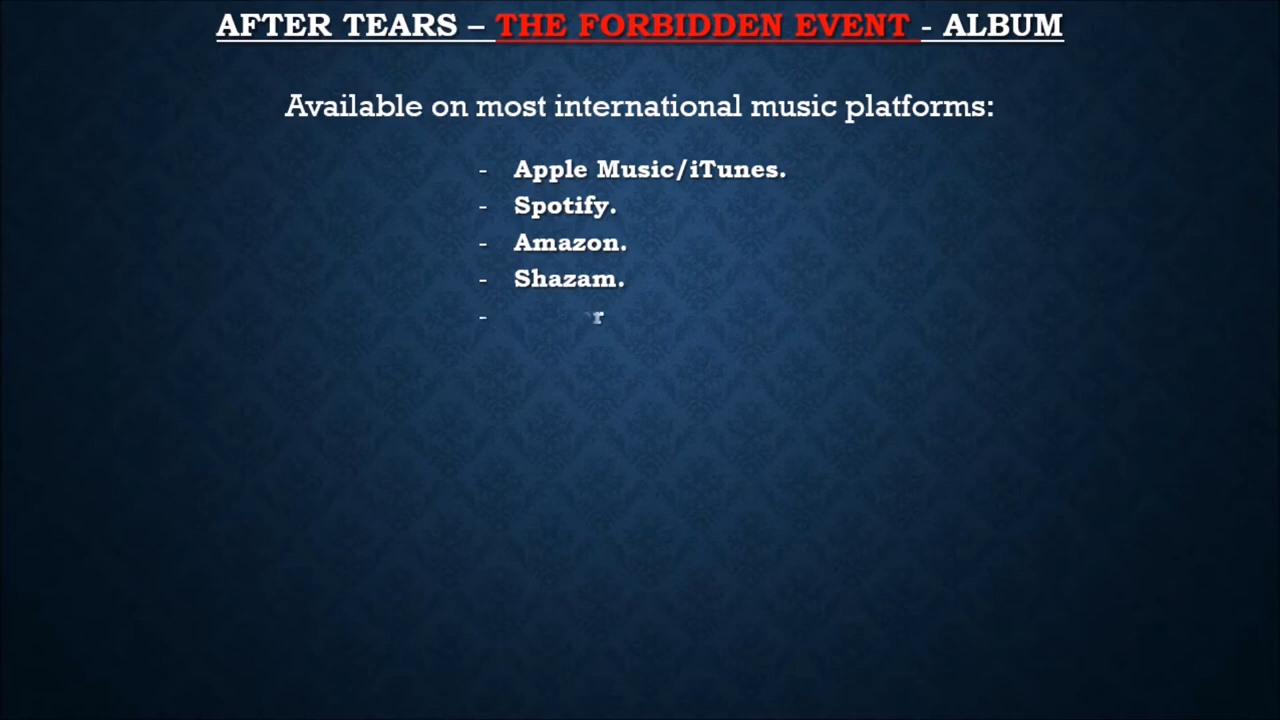 AFTER TEARS – THE FORBIDDEN EVENT - ALBUM
Available on most international music platforms:
- Apple Music/iTunes.
- Spotify.
- Amazon.
- Shazam.
-